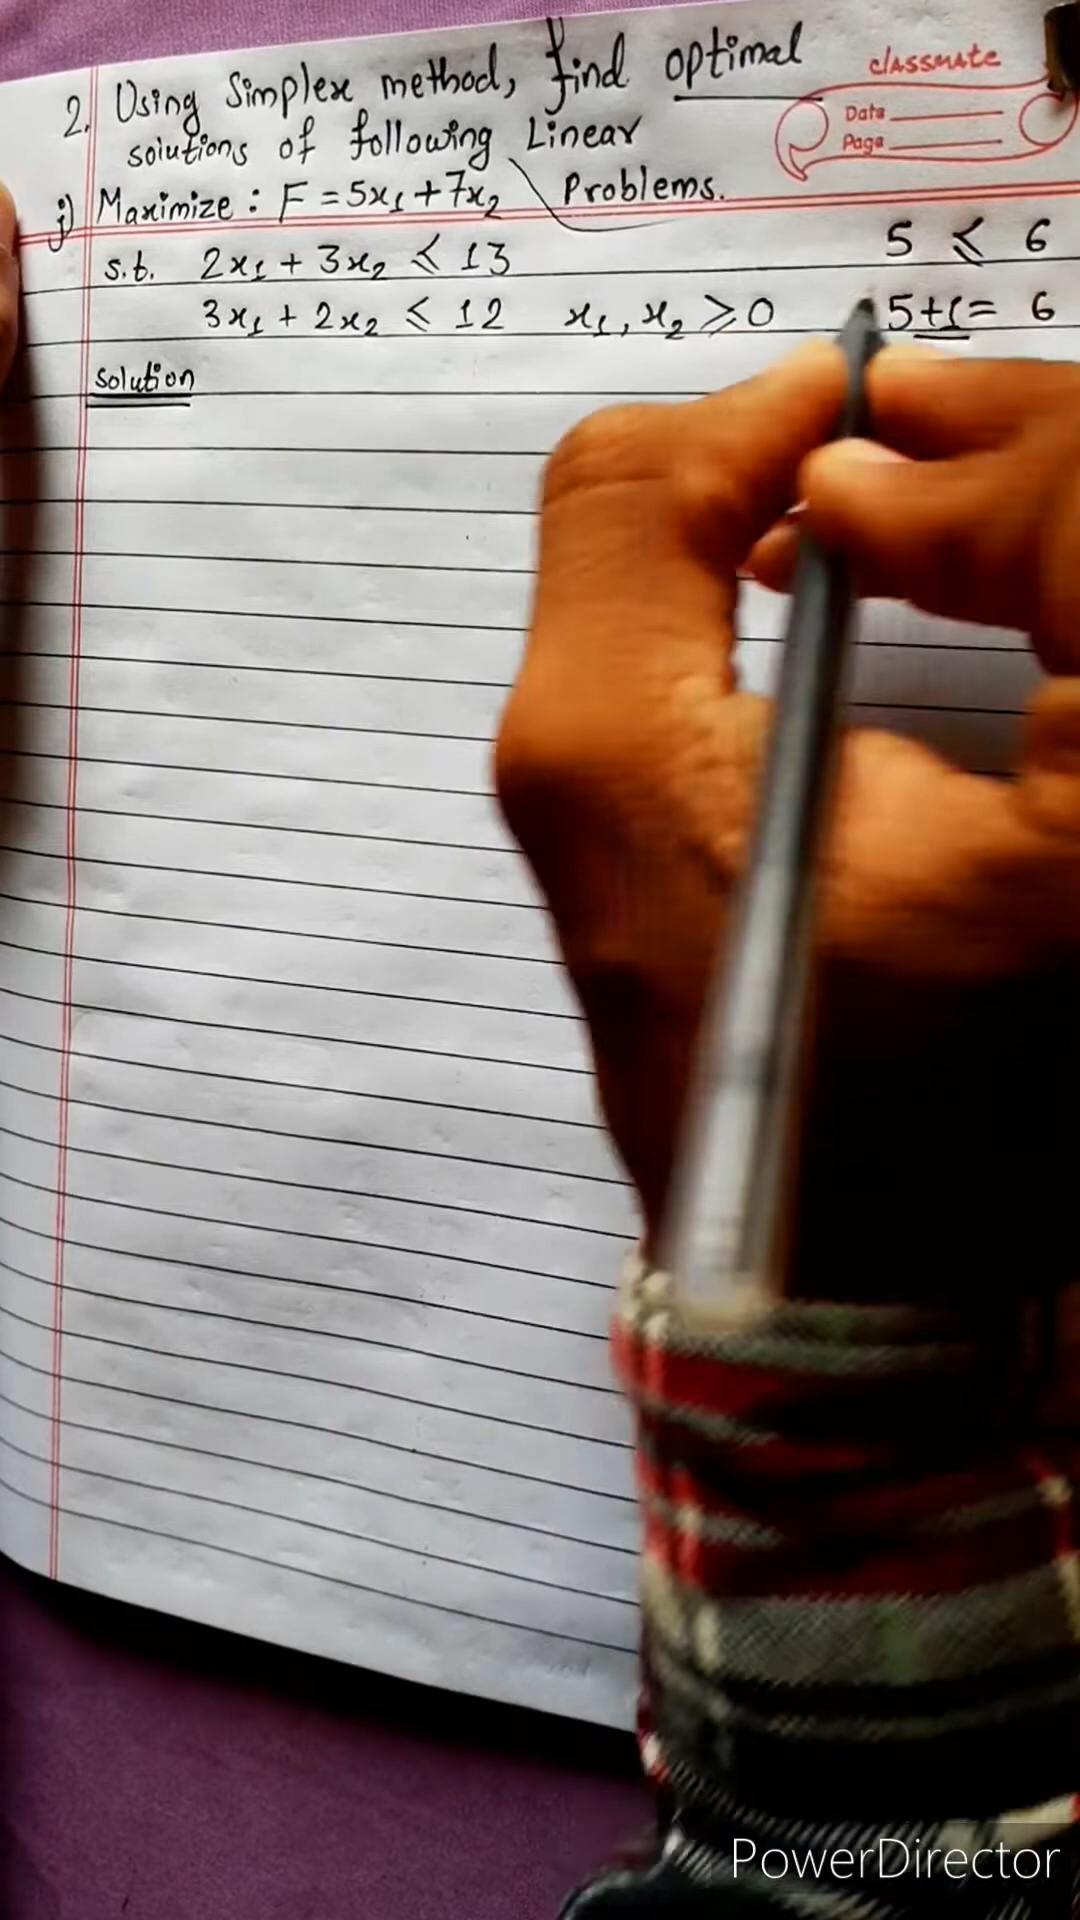 2. Using Simplex method, find optimal
solutions of following Linear
Problems.
classmate
Date
Page
i) Maximize : F = 5x₁ + 7x₂
s.t. 2x₁ + 3x₂ ≤ 13
3x₁ + 2x₂ ≤ 12 x₁, x₂ ≥ 0
5 ≤ 6
5+1 = 6
solution
PowerDirector